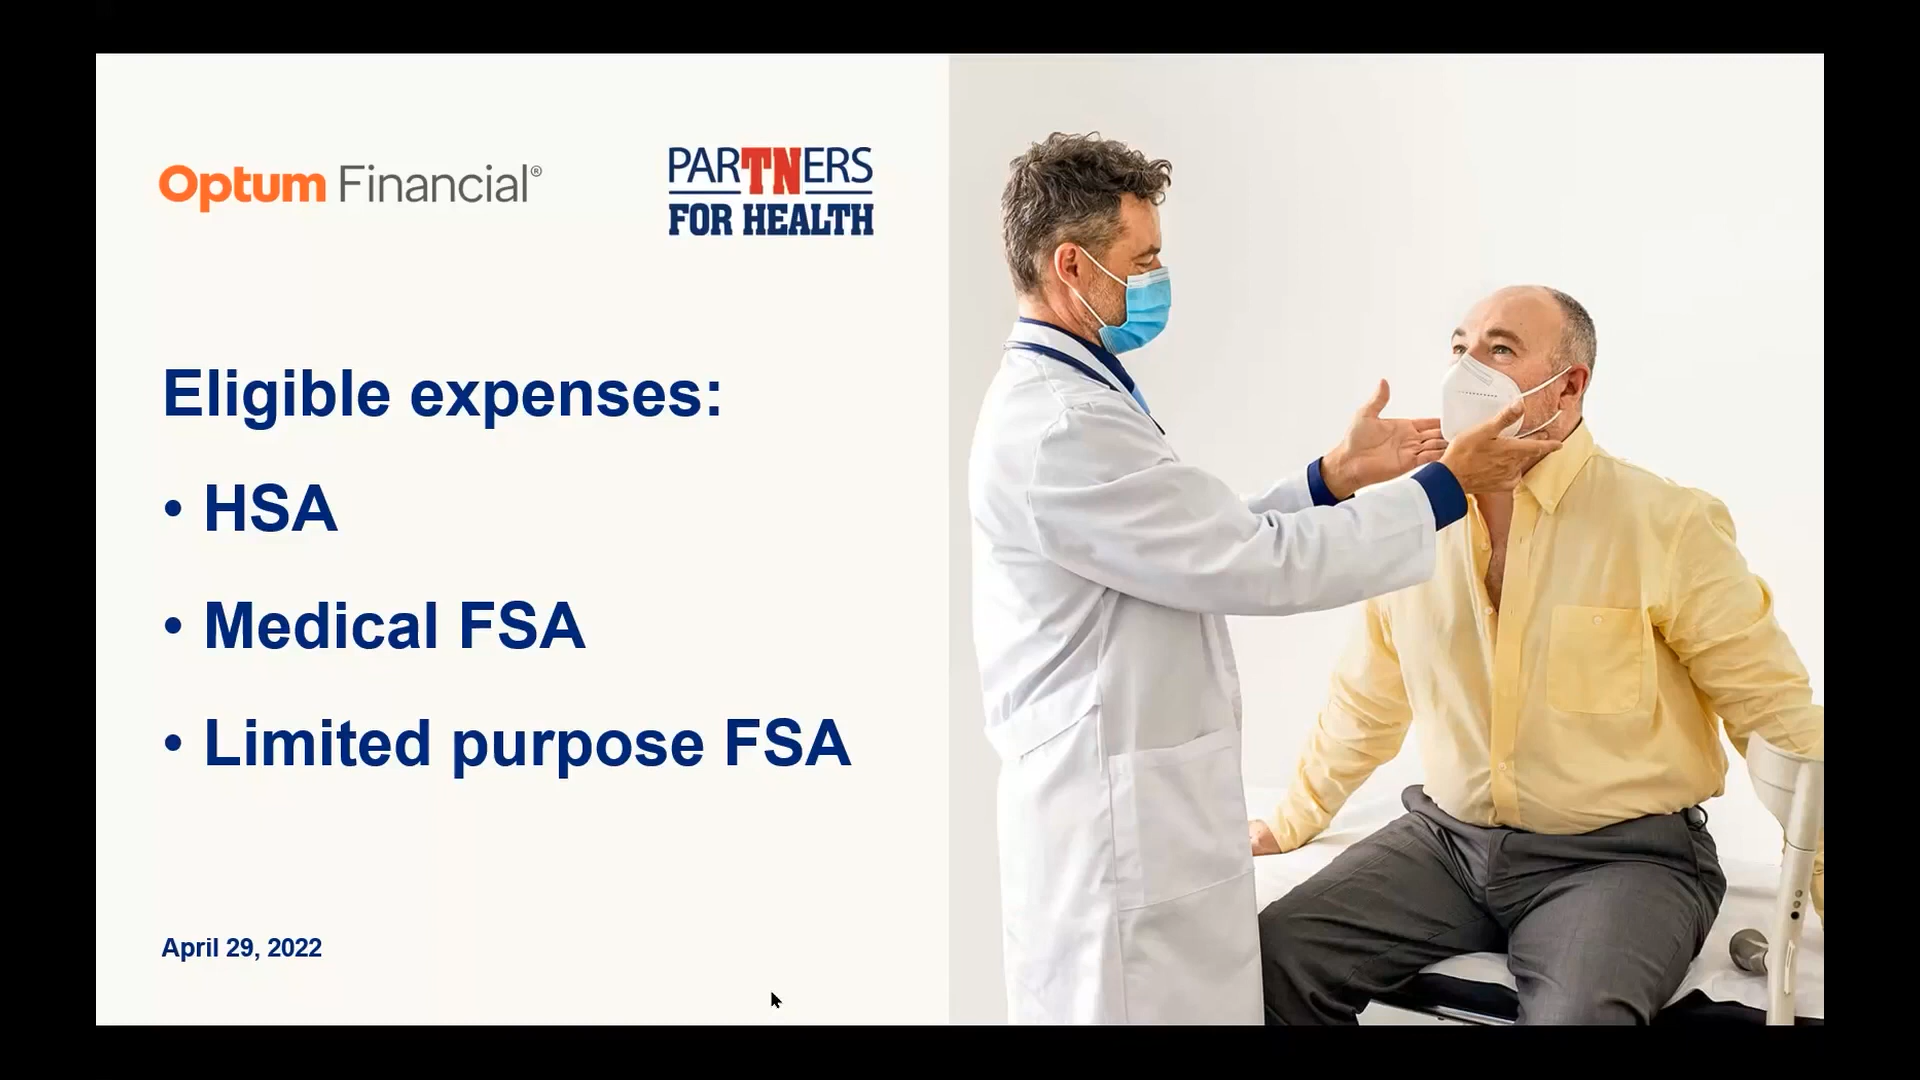 Optum Financial®
PARTNERS
FOR HEALTH
Eligible expenses:
• HSA
• Medical FSA
• Limited purpose FSA
April 29, 2022